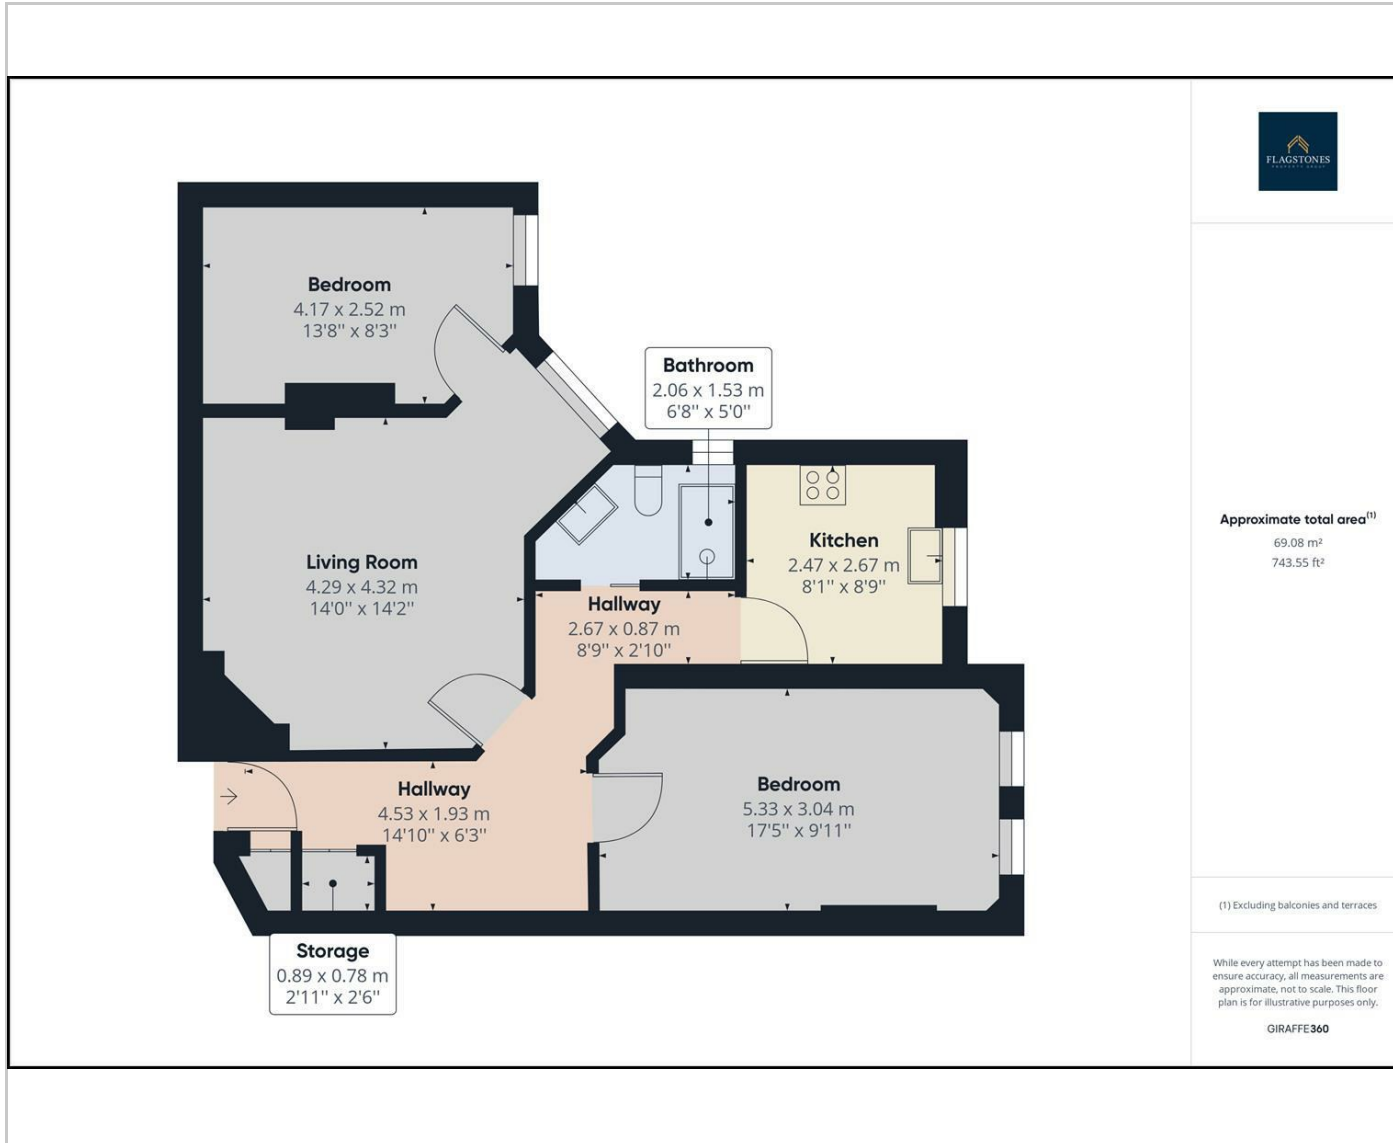 Bedroom
4.17 x 2.52 m
13'8'' x 8'3''
Bathroom
2.06 x 1.53 m
6'8'' x 5'0''
Living Room
4.29 x 4.32 m
14'0'' x 14'2''
Kitchen
2.47 x 2.67 m
8'1'' x 8'9''
Hallway
2.67 x 0.87 m
8'9'' x 2'10''
Hallway
4.53 x 1.93 m
14'10'' x 6'3''
Bedroom
5.33 x 3.04 m
17'5'' x 9'11''
Storage
0.89 x 0.78 m
2'11'' x 2'6''
FLAGSTONES
PROPERTY GROUP
Approximate total area(1)
69.08 m²
743.55 ft²
(1) Excluding balconies and terraces
While every attempt has been made to
ensure accuracy, all measurements are
approximate, not to scale. This floor
plan is for illustrative purposes only.
GIRAFFE360